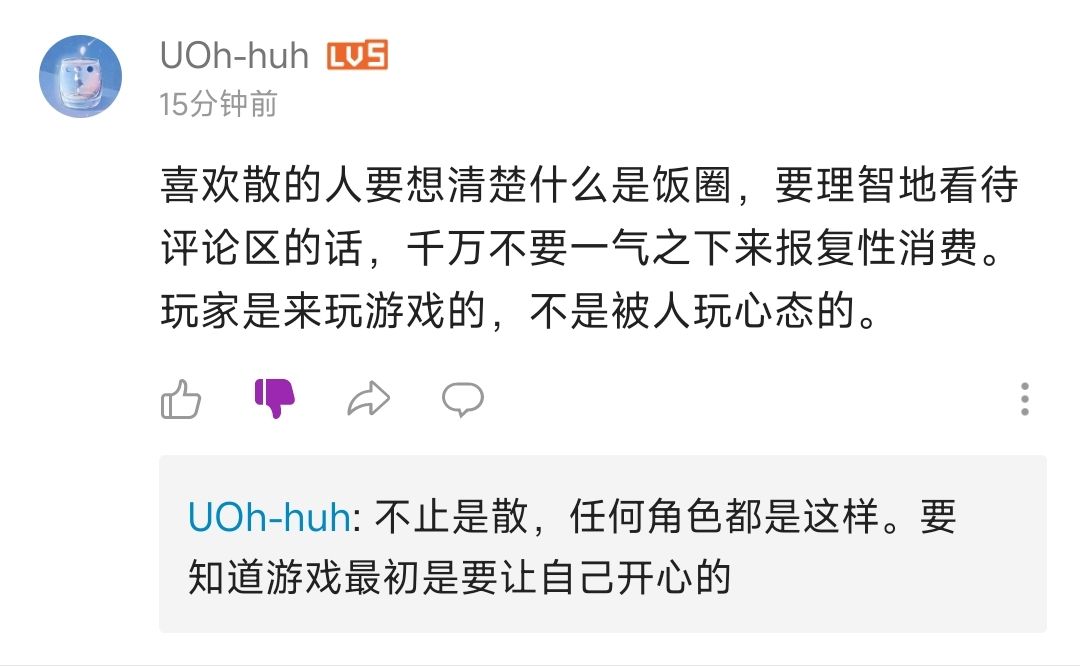 UOh-huh LV5
15分钟前
喜欢散的人要想清楚什么是饭圈，要理智地看待
评论区的话，千万不要一气之下来报复性消费。
玩家是来玩游戏的，不是被人玩心态的。
UOh-huh: 不止是散，任何角色都是这样。要
知道游戏最初是要让自己开心的